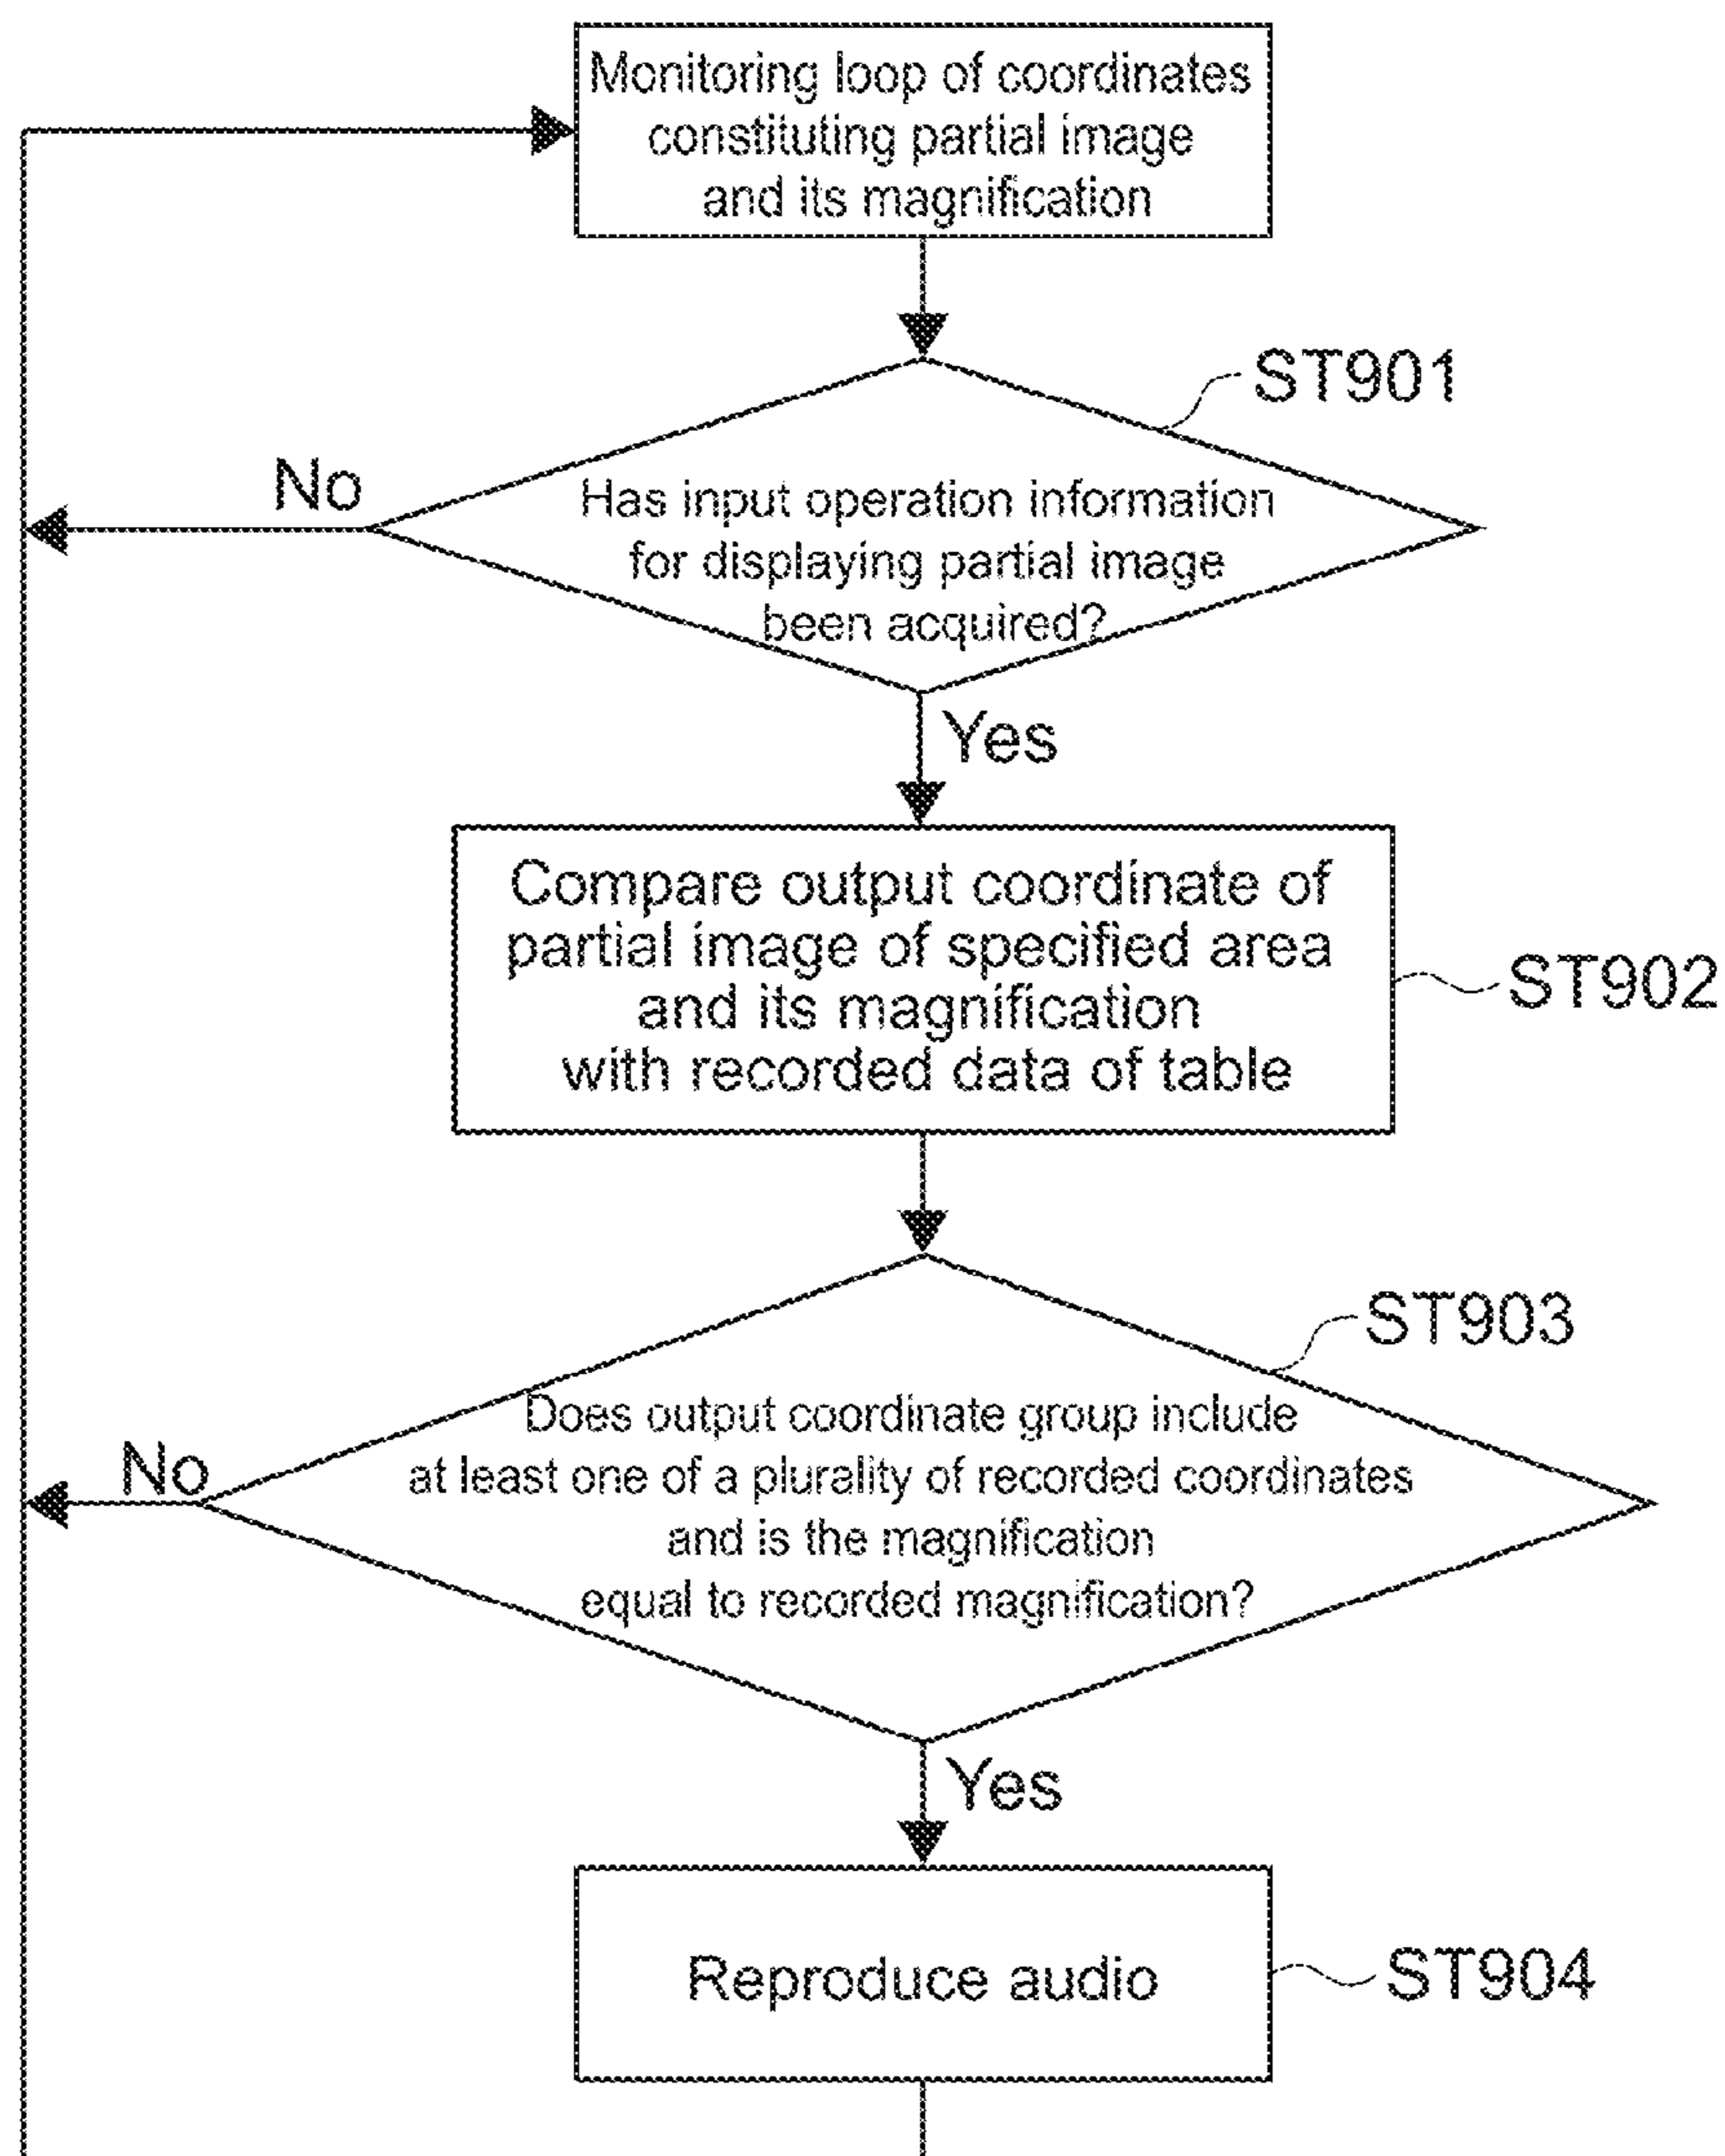 Monitoring loop of coordinates
constituting partial image
and its magnification
ST901
No
Has input operation information
for displaying partial image
been acquired?
Yes
Compare output coordinate of
partial image of specified area
and its magnification
with recorded data of table
ST902
ST903
No
Does output coordinate group include
at least one of a plurality of recorded coordinates
and is the magnification
equal to recorded magnification?
Yes
Reproduce audio
ST904